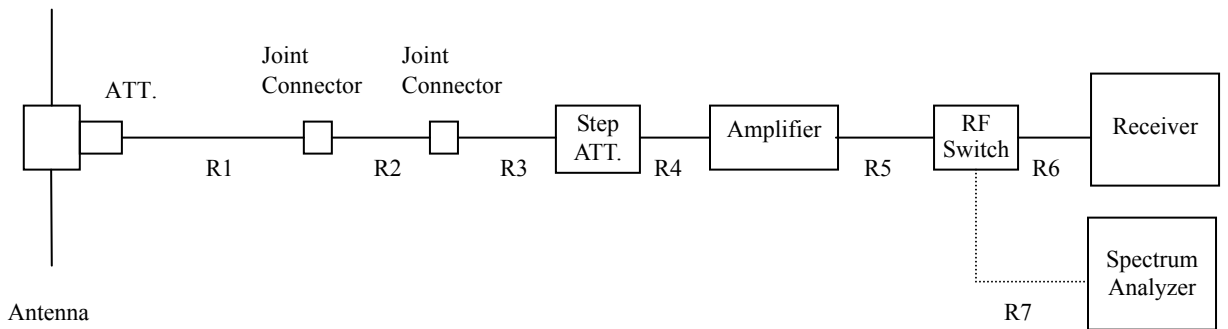 ATT.
Joint
Connector
Joint
Connector
Step
ATT.
Amplifier
RF
Switch
Receiver
R1
R2
R3
R4
R5
R6
Spectrum
Analyzer
Antenna
R7